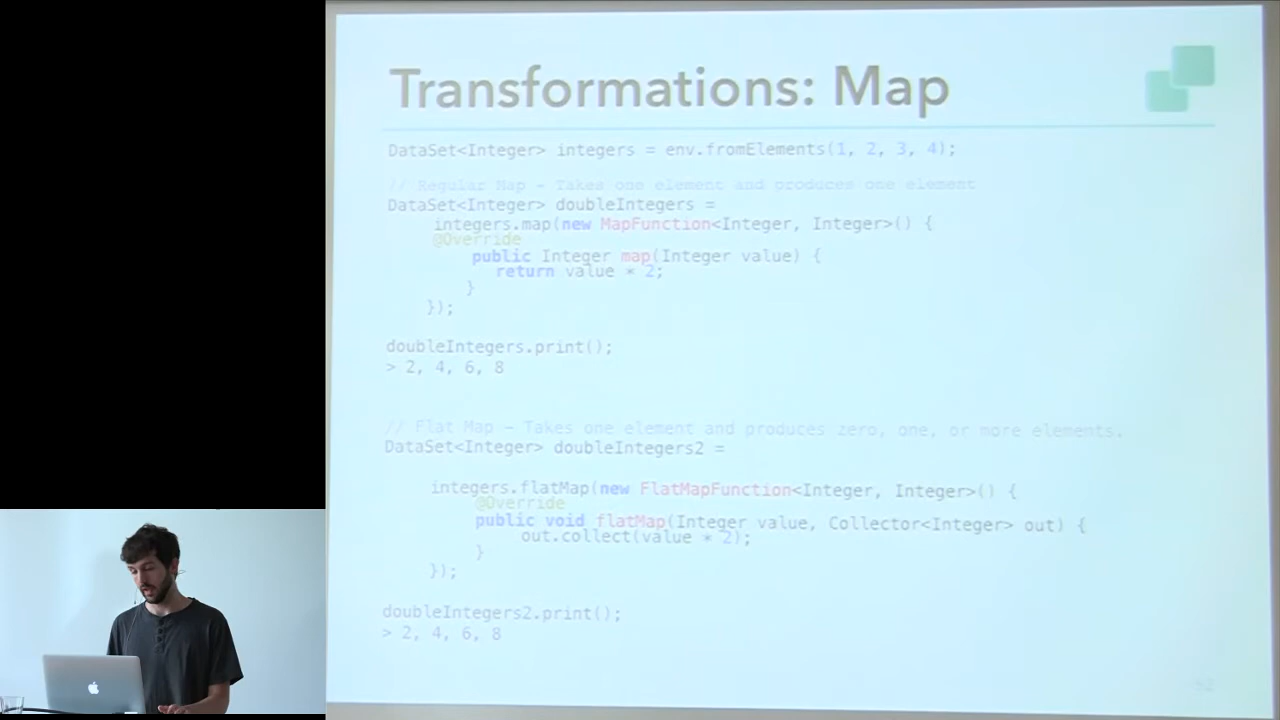 Transformations: Map
DataSet<Integer> integers = env.fromElements(1, 2, 3, 4);
// Regular Map - Takes one element and produces one element
DataSet<Integer> doubleIntegers =
integers.map(new MapFunction<Integer, Integer>() {
@Override
public Integer map(Integer value) {
return value * 2;
}
});
doubleIntegers.print();
> 2, 4, 6, 8
// Flat Map - Takes one element and produces zero, one, or more elements.
DataSet<Integer> doubleIntegers2 =
integers.flatMap(new FlatMapFunction<Integer, Integer>() {
@Override
public void flatMap(Integer value, Collector<Integer> out) {
out.collect(value * 2);
}
});
doubleIntegers2.print();
> 2, 4, 6, 8